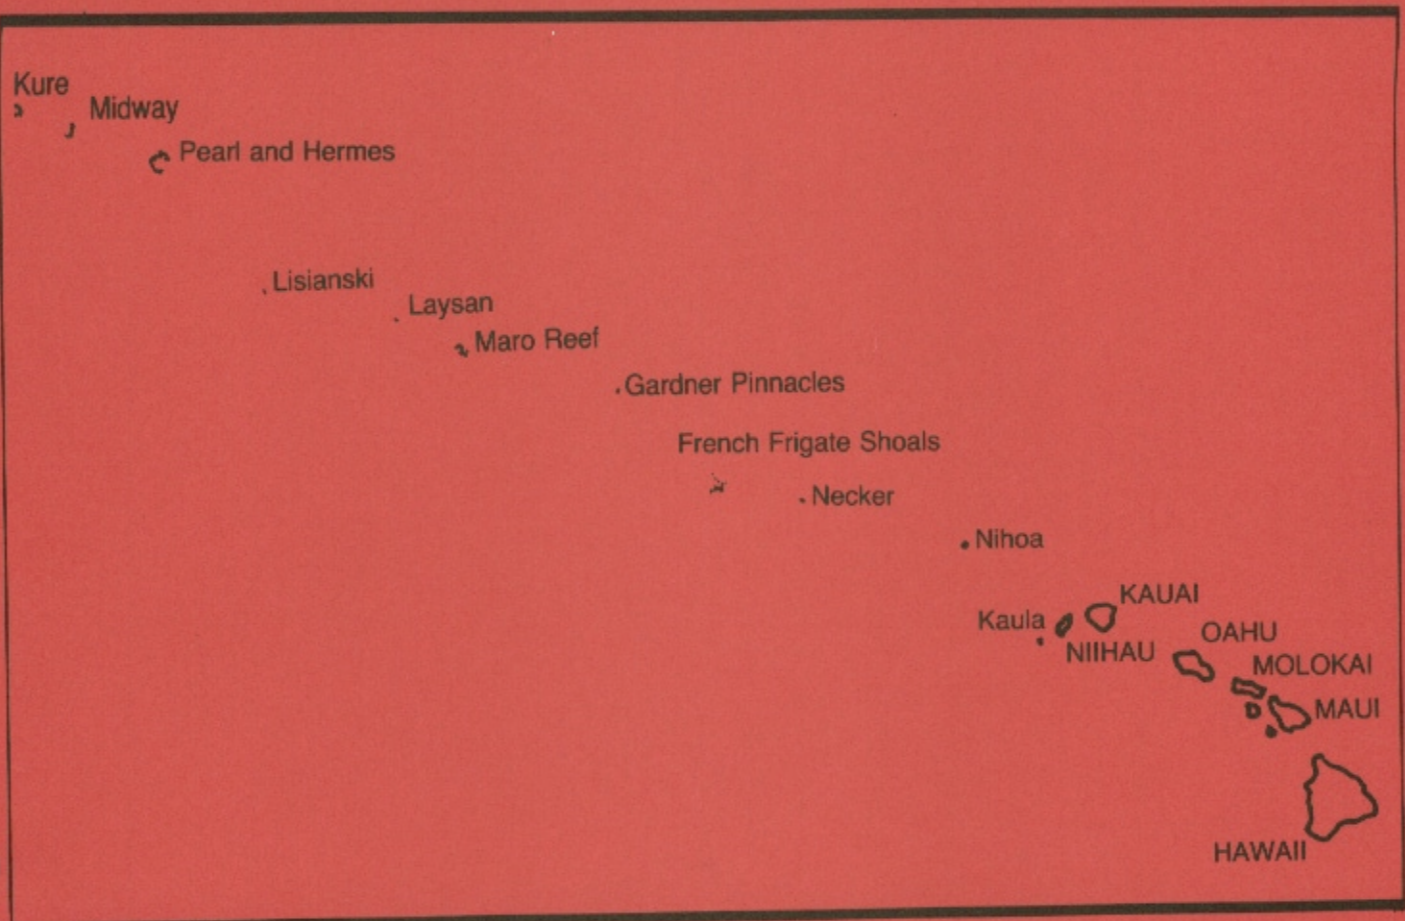 Kure
Midway
Pearl and Hermes
Lisianski
Laysan
Maro Reef
Gardner Pinnacles
French Frigate Shoals
Necker
Nihoa
KAUAI
Kaula
OAHU
NIIHAU
MOLOKAI
MAUI
HAWAII